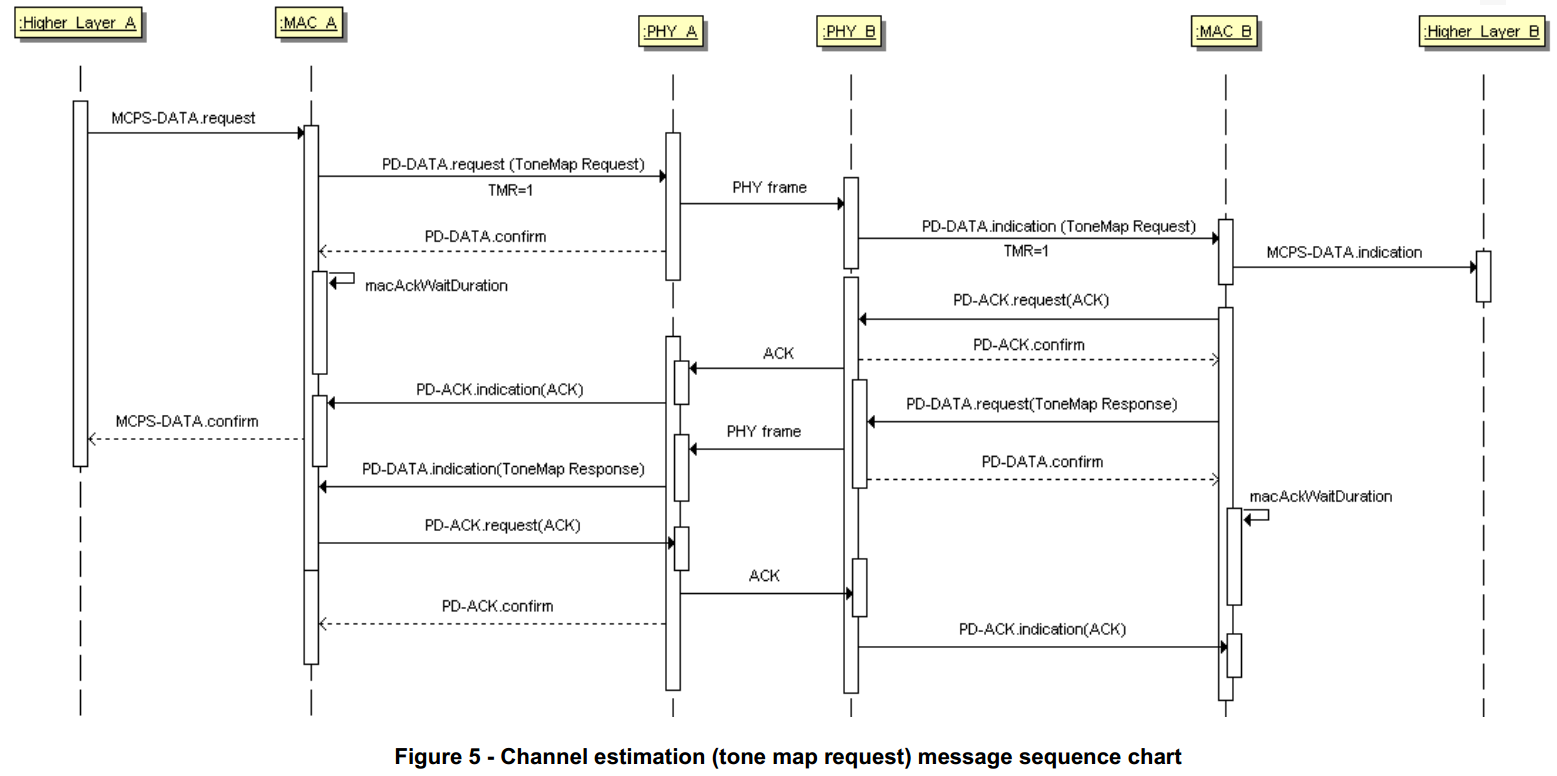 :Higher_Layer_A
:MAC_A
:PHY_A
:PHY_B
:MAC_B
:Higher_Layer_B
MCPS-DATA.request
PD-DATA.request (ToneMap Request)
TMR=1
PHY frame
PD-DATA.indication (ToneMap Request)
TMR=1
PD-DATA.confirm
MCPS-DATA.indication
macAckWaitDuration
PD-ACK.request(ACK)
PD-ACK.confirm
ACK
PD-ACK.indication(ACK)
PD-DATA.request(ToneMap Response)
MCPS-DATA.confirm
PHY frame
PD-DATA.indication(ToneMap Response)
PD-DATA.confirm
macAckWaitDuration
PD-ACK.request(ACK)
ACK
PD-ACK.confirm
PD-ACK.indication(ACK)
Figure 5 - Channel estimation (tone map request) message sequence chart